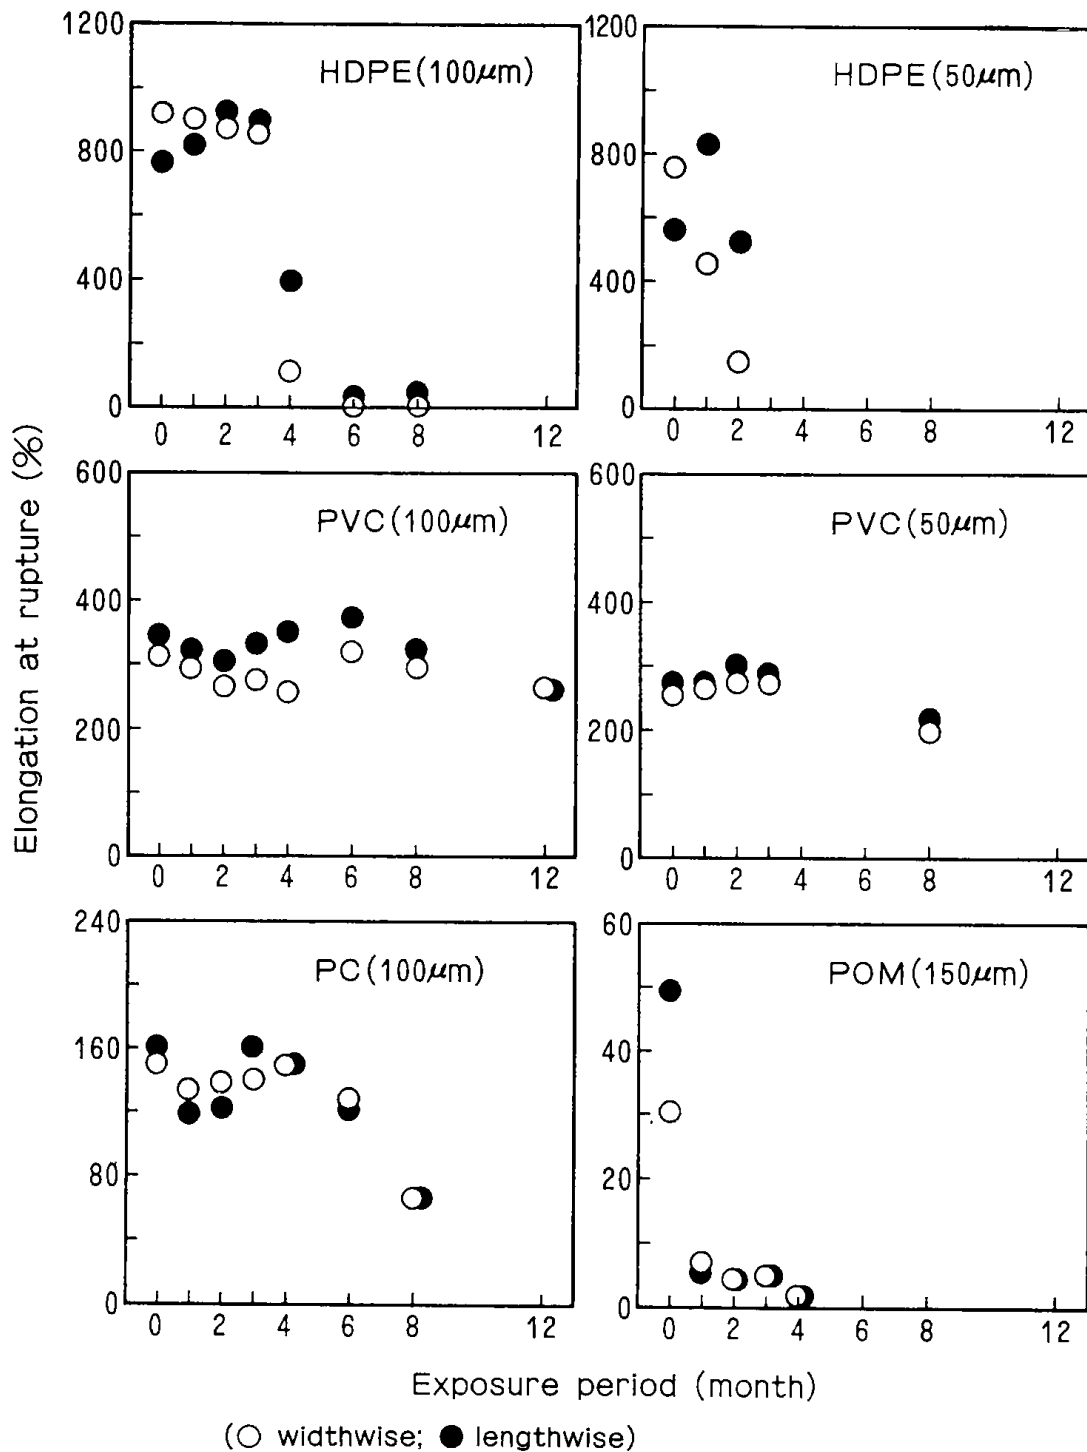 1200
800
400
0
HDPE(100μm)
0 2 4 6 8 12
1200
800
400
0
HDPE(50μm)
0 2 4 8 12
600
400
200
0
PVC(100μm)
0 2 4 6 8 12
600
400
200
0
PVC(50μm)
0 2 4 8 12
240
160
80
0
PC(100μm)
0 2 4 6 8 12
60
40
20
0
POM(150μm)
0 2 4 8 12
Elongation at rupture (%)
Exposure period (month)
(○ widthwise; ● lengthwise)